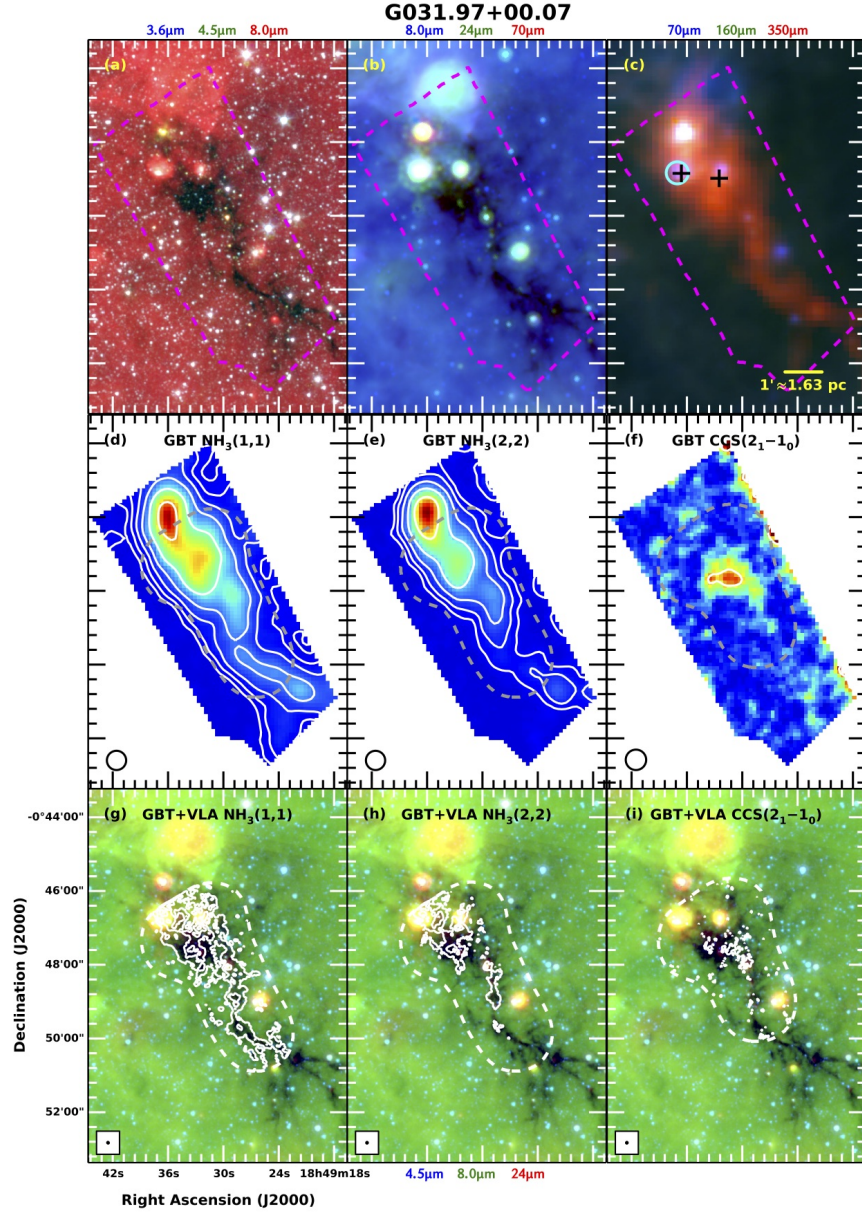 G031.97+00.07
3.6μm 4.5μm 8.0μm 8.0μm 24μm 70μm 70μm 160μm 350μm
(a) (b) (c)
1'≈1.63 pc
(d) GBT NH₃(1,1) (e) GBT NH₃(2,2) (f) GBT CCS(2₁−1₀)
(g) GBT+VLA NH₃(1,1) (h) GBT+VLA NH₃(2,2) (i) GBT+VLA CCS(2₁−1₀)
-0°44'00"
46'00"
48'00"
50'00"
52'00"
Declination (J2000)
42s 36s 30s 24s 18h49m18s 4.5μm 8.0μm 24μm
Right Ascension (J2000)